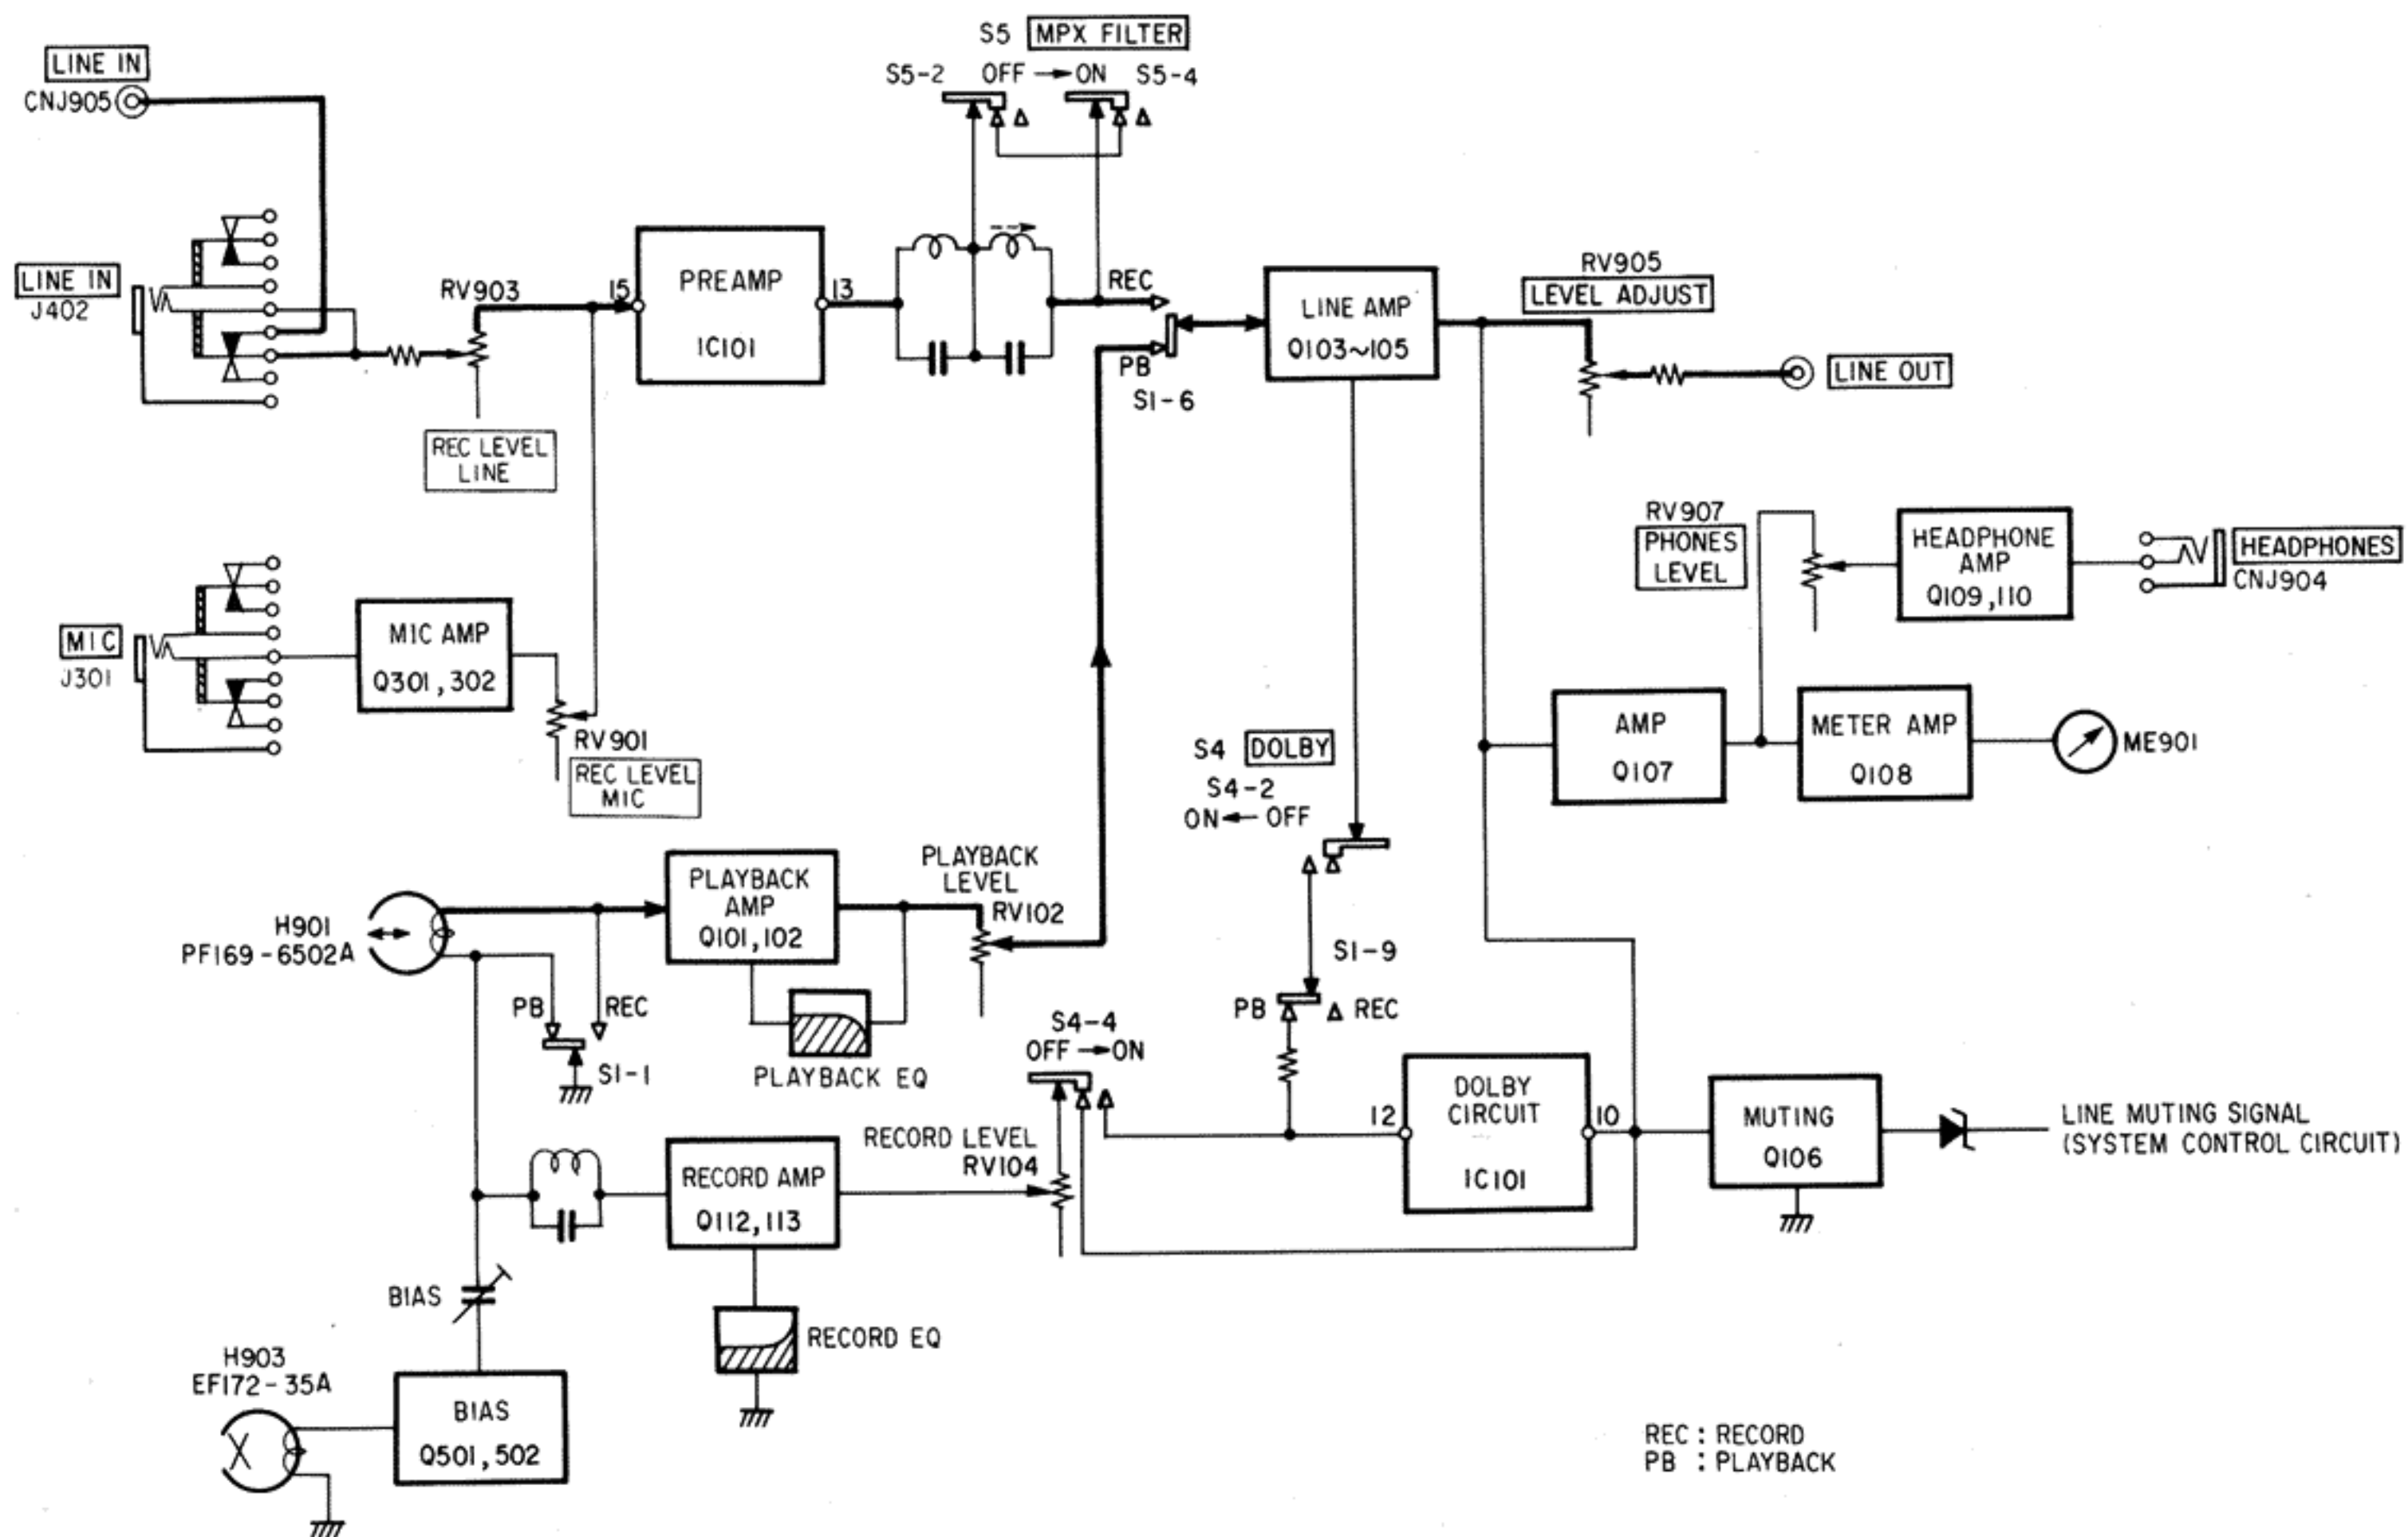 S5 MPX FILTER
S5-2 OFF → ON S5-4
LINE IN
CNJ905
LINE IN
J402
RV903
15
PREAMP
IC101
13
REC
PB
S1-6
LINE AMP
Q103~105
RV905
LEVEL ADJUST
LINE OUT
REC LEVEL
LINE
MIC
J301
MIC AMP
Q301, 302
RV901
REC LEVEL
MIC
RV907
PHONES
LEVEL
HEADPHONE
AMP
Q109, 110
HEADPHONES
CNJ904
AMP
Q107
METER AMP
Q108
ME901
S4 DOLBY
S4-2
ON ← OFF
H901
PF169-6502A
PLAYBACK
AMP
Q101, 102
PLAYBACK
LEVEL
RV102
PB REC
S1-1
PLAYBACK EQ
S1-9
PB REC
S4-4
OFF → ON
12
DOLBY
CIRCUIT
IC101
10
MUTING
Q106
LINE MUTING SIGNAL
(SYSTEM CONTROL CIRCUIT)
RECORD AMP
Q112, 113
RECORD LEVEL
RV104
BIAS
RECORD EQ
H903
EF172-35A
BIAS
Q501, 502
REC : RECORD
PB : PLAYBACK